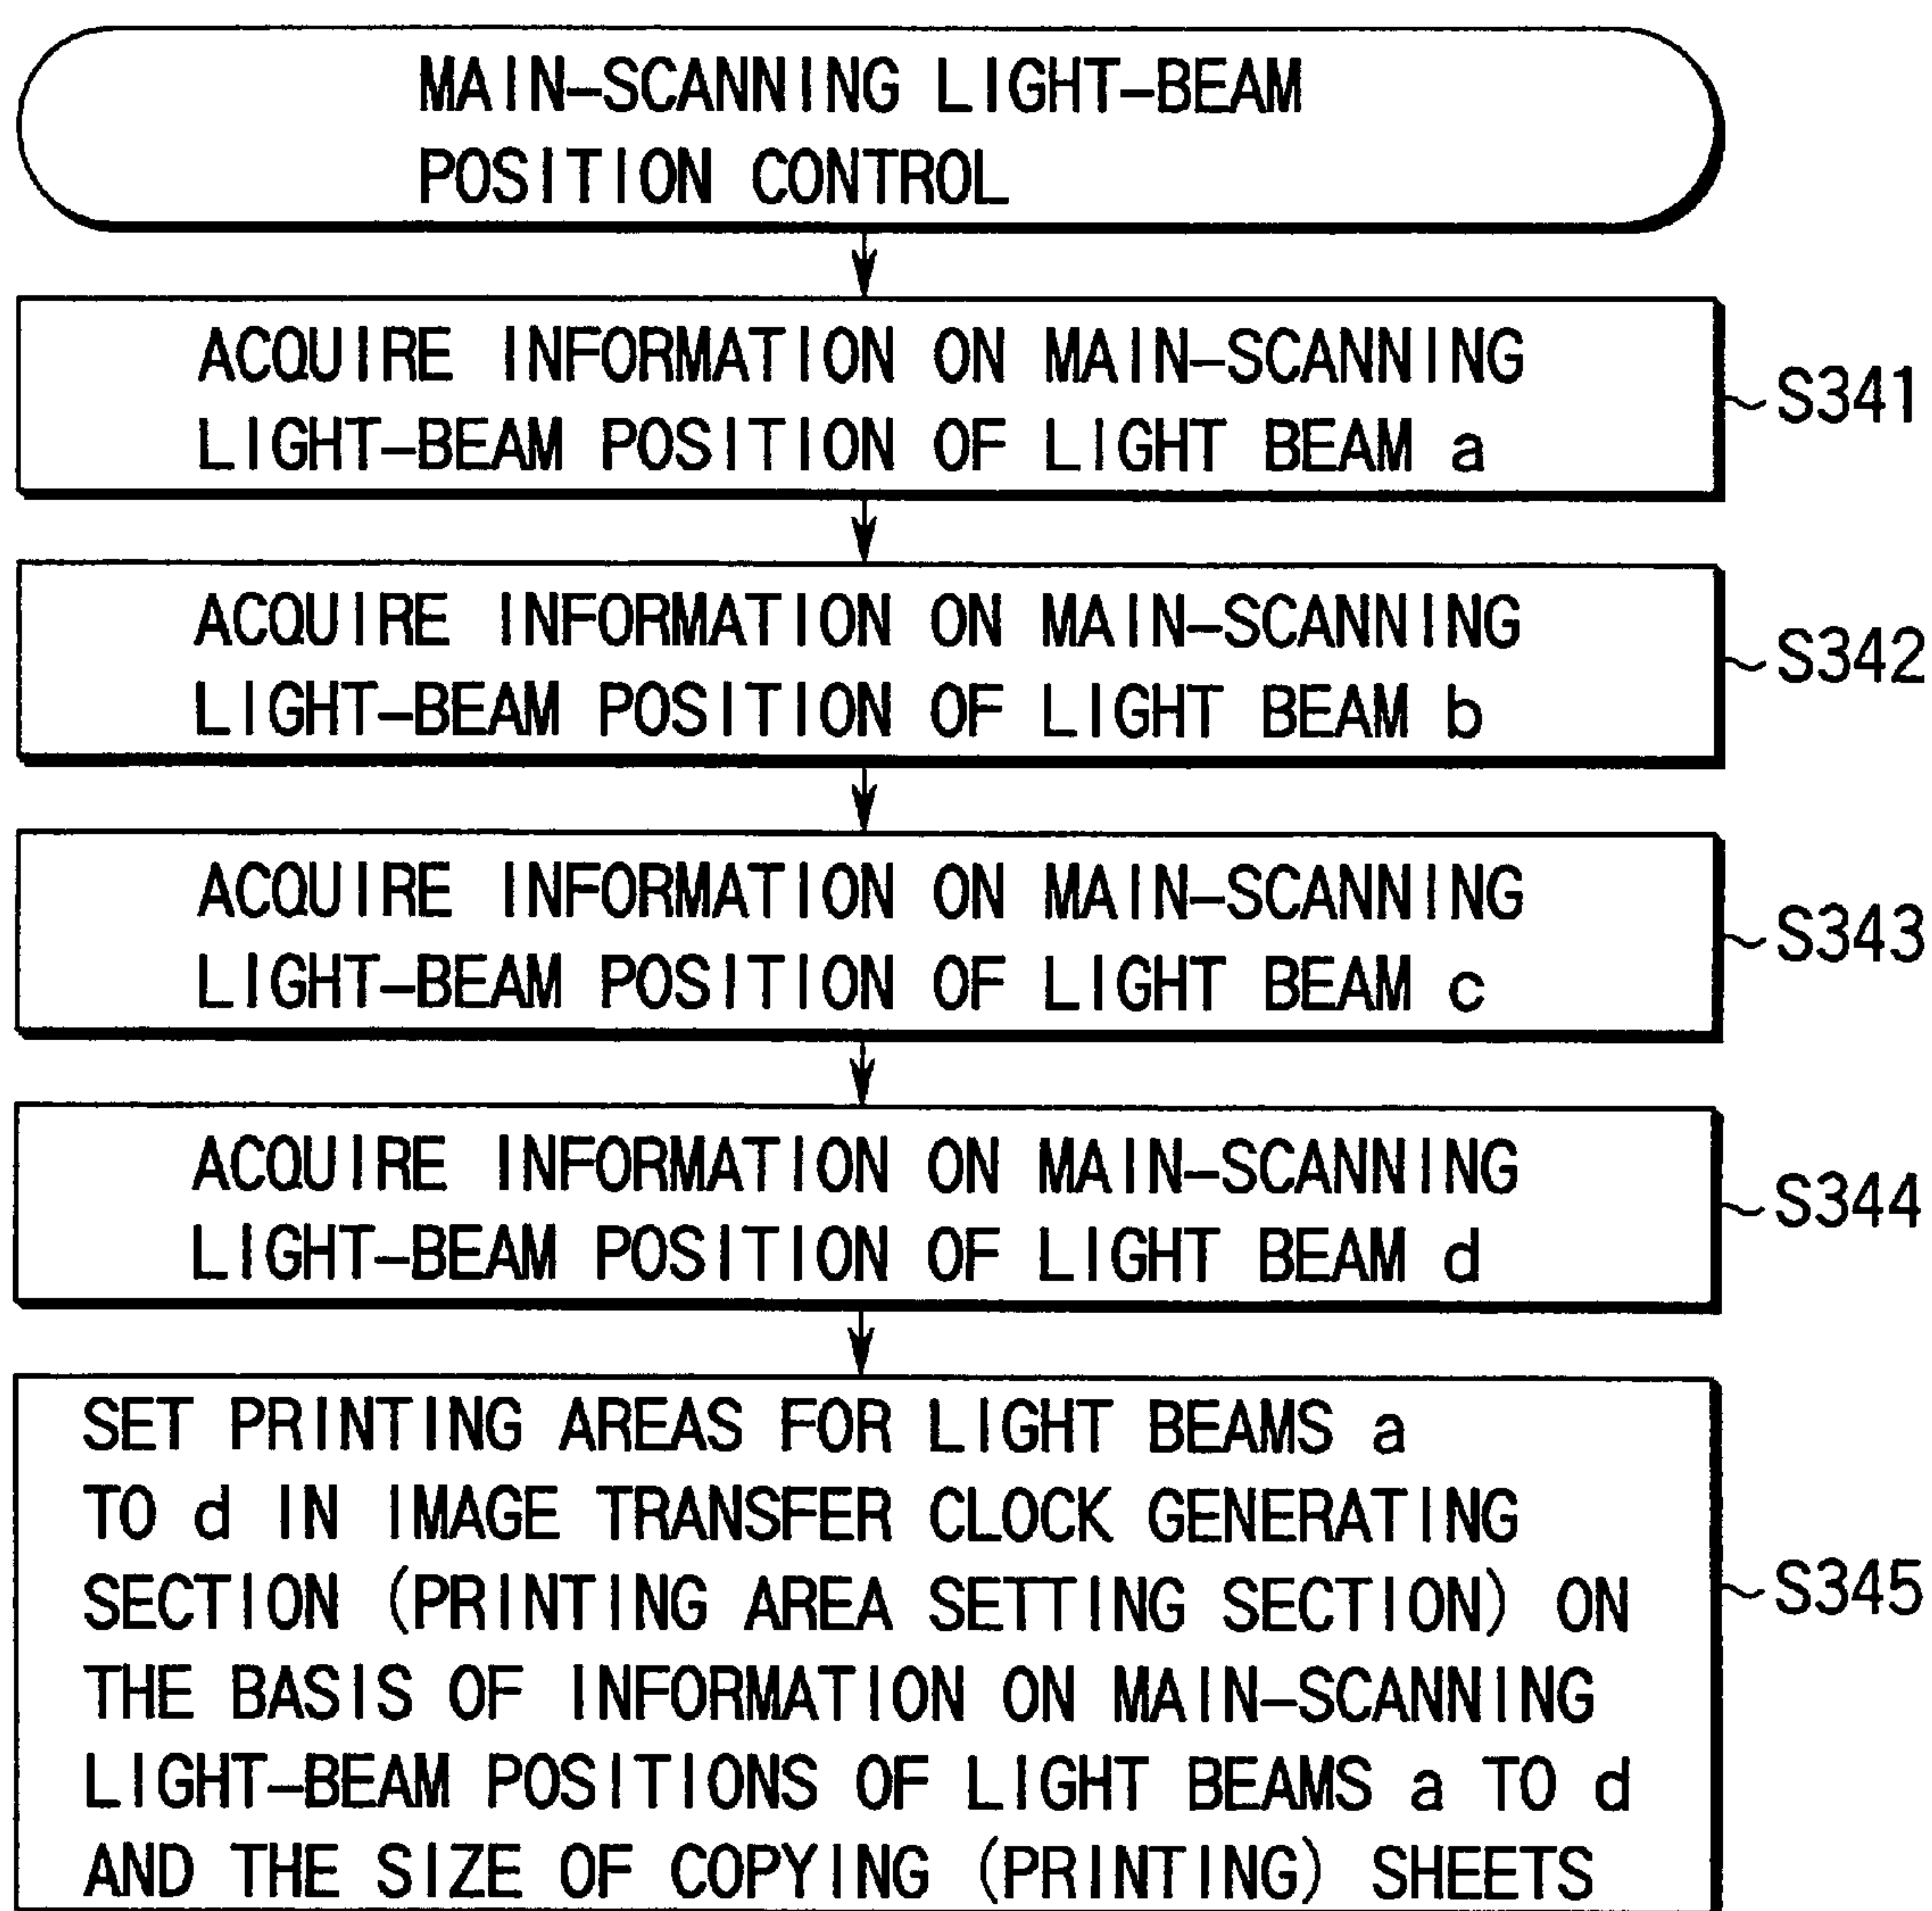 MAIN-SCANNING LIGHT-BEAM
POSITION CONTROL
ACQUIRE INFORMATION ON MAIN-SCANNING
LIGHT-BEAM POSITION OF LIGHT BEAM a
S341
ACQUIRE INFORMATION ON MAIN-SCANNING
LIGHT-BEAM POSITION OF LIGHT BEAM b
S342
ACQUIRE INFORMATION ON MAIN-SCANNING
LIGHT-BEAM POSITION OF LIGHT BEAM c
S343
ACQUIRE INFORMATION ON MAIN-SCANNING
LIGHT-BEAM POSITION OF LIGHT BEAM d
S344
SET PRINTING AREAS FOR LIGHT BEAMS a
TO d IN IMAGE TRANSFER CLOCK GENERATING
SECTION (PRINTING AREA SETTING SECTION) ON
THE BASIS OF INFORMATION ON MAIN-SCANNING
LIGHT-BEAM POSITIONS OF LIGHT BEAMS a TO d
AND THE SIZE OF COPYING (PRINTING) SHEETS
S345